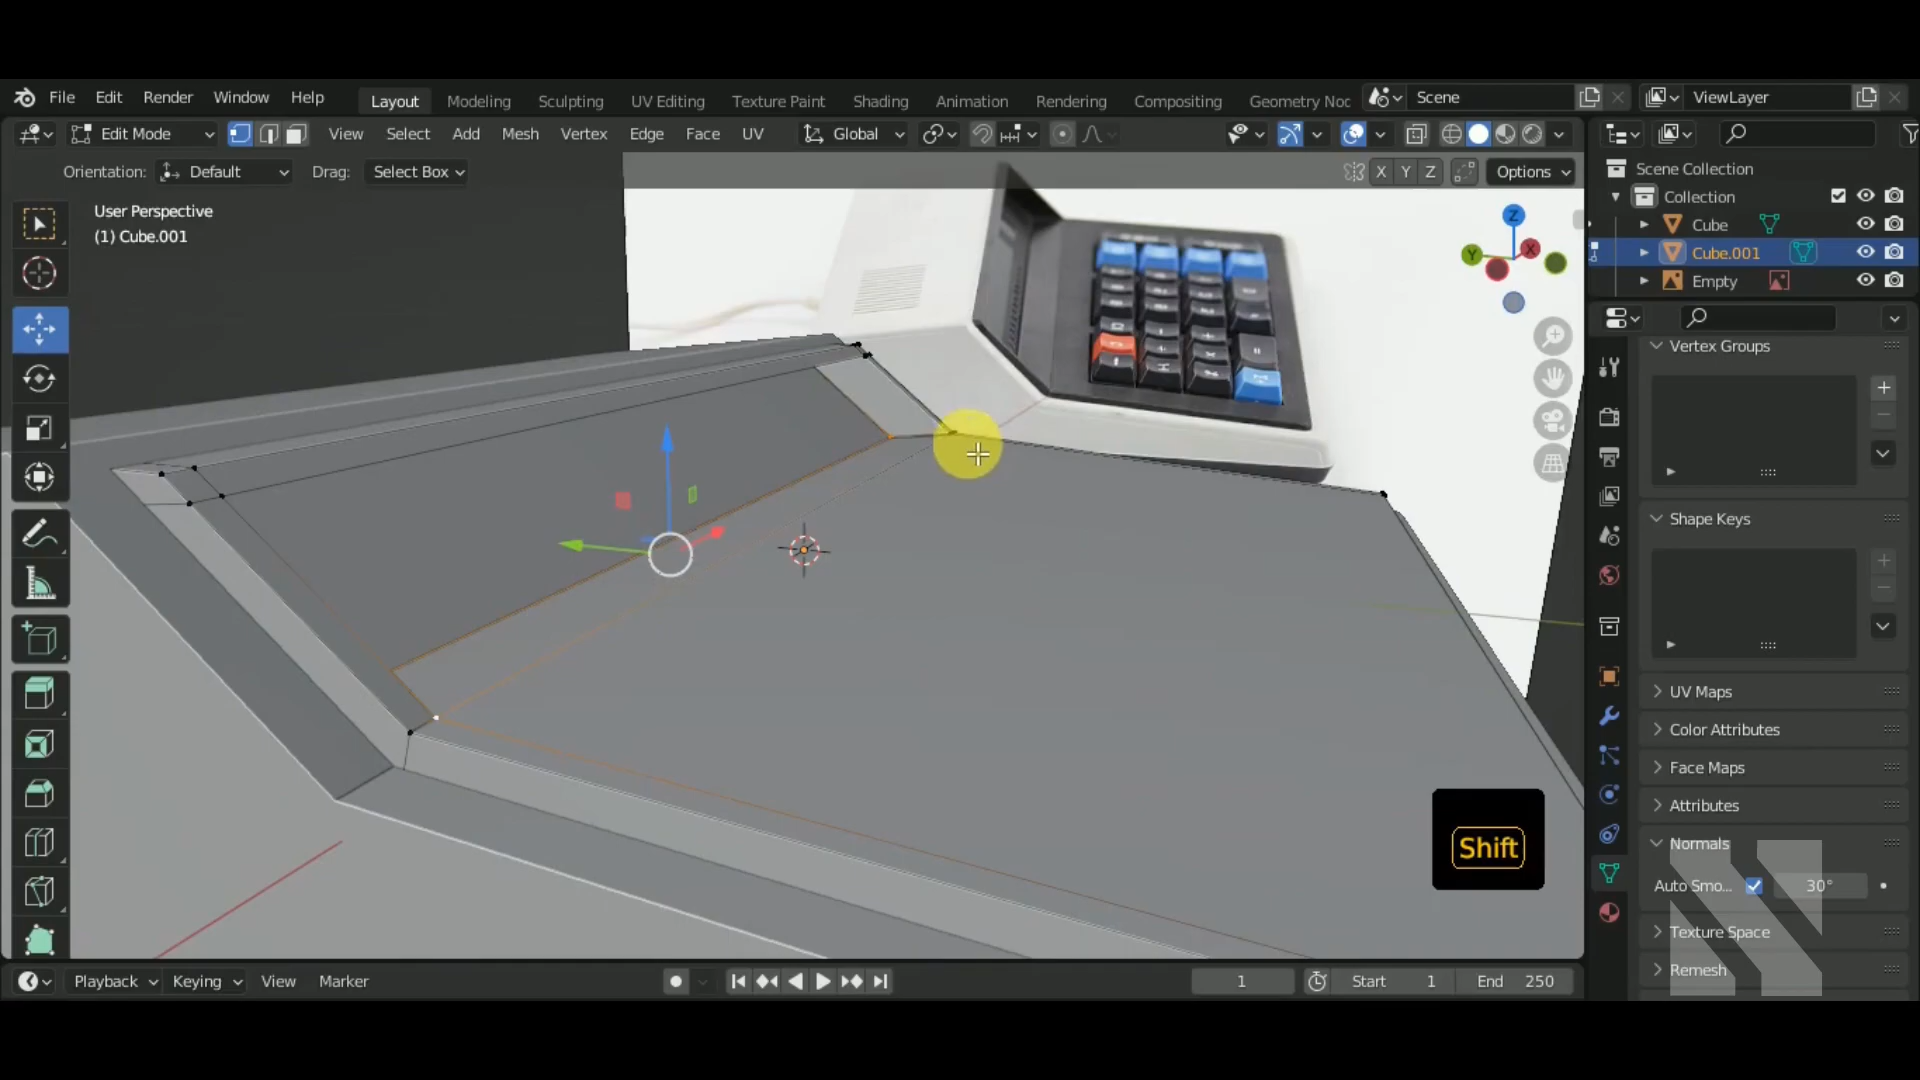 File Edit Render Window Help Layout Modeling Sculpting UV Editing Texture Paint Shading Animation Rendering Compositing Geometry Noc Scene ViewLayer
Edit Mode View Select Add Mesh Vertex Edge Face UV Global
Orientation: Default Drag: Select Box X Y Z Options
Scene Collection
User Perspective
(1) Cube.001
Collection
Cube
Cube.001
Empty
Z
Y
X
Vertex Groups
Shape Keys
UV Maps
Color Attributes
Face Maps
Attributes
Normals
Auto Smo... 30°
Texture Space
Remesh
Shift
Playback Keying View Marker 1 Start 1 End 250